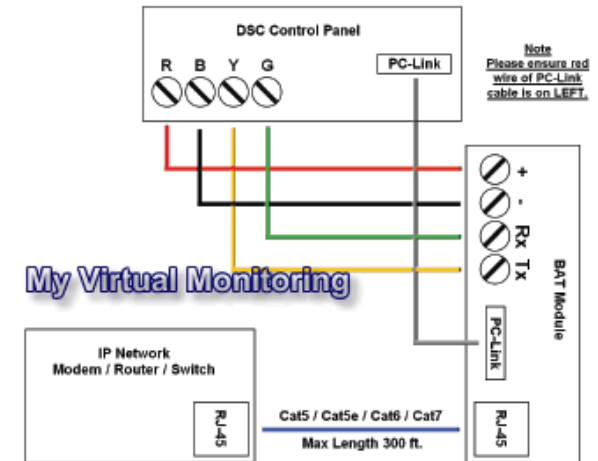 DSC Control Panel
R B Y G
PC-Link
Note
Please ensure red
wire of PC-Link
cable is on LEFT.
+
-
Rx
Tx
BAT Module
PC-Link
My Virtual Monitoring
IP Network
Modem / Router / Switch
RJ-45
Cat5 / Cat5e / Cat6 / Cat7
Max Length 300 ft.
RJ-45